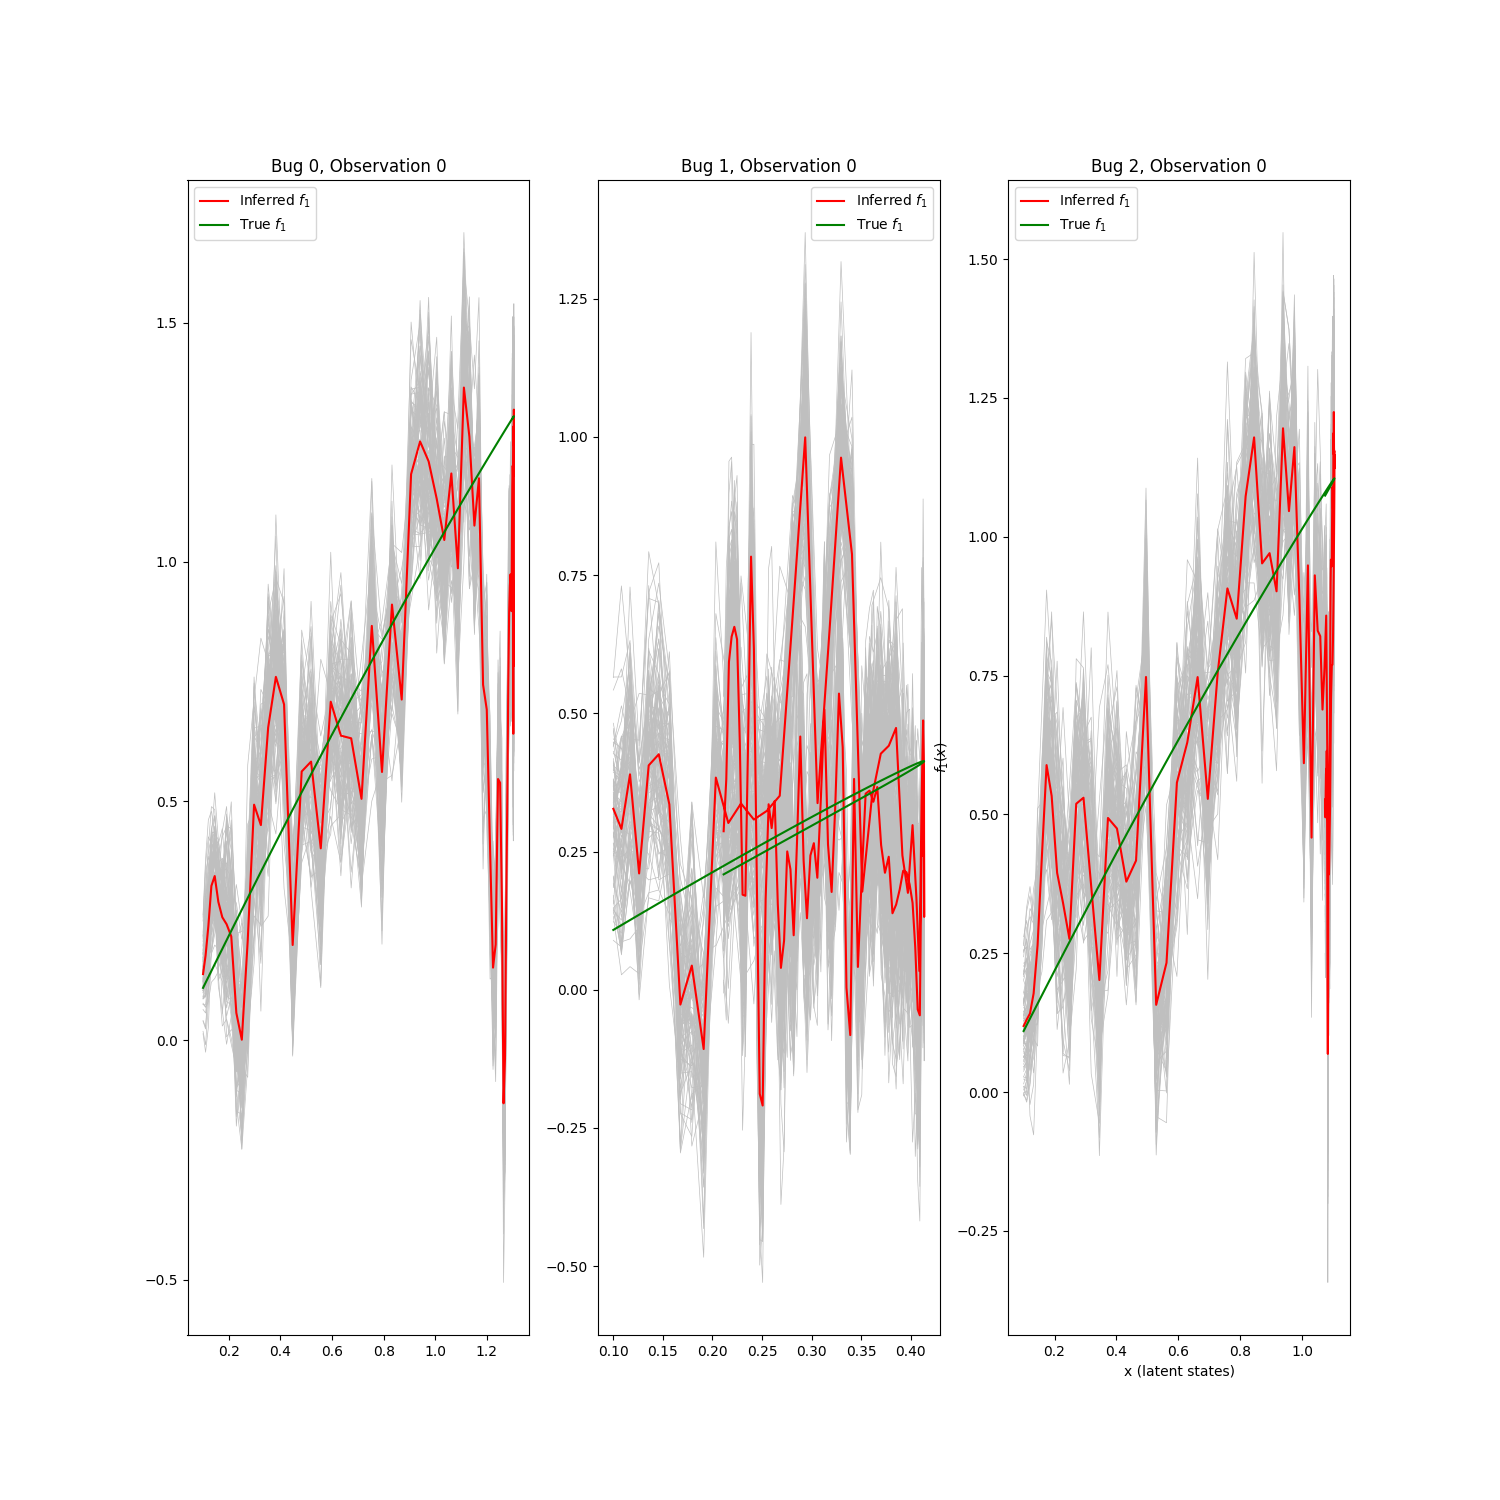 Bug 0, Observation 0
Inferred f₁
True f₁
1.5
1.0
0.5
0.0
−0.5
0.2 0.4 0.6 0.8 1.0 1.2
Bug 1, Observation 0
Inferred f₁
True f₁
1.25
1.00
0.75
0.50
0.25
0.00
−0.25
−0.50
0.10 0.15 0.20 0.25 0.30 0.35 0.40
Bug 2, Observation 0
Inferred f₁
True f₁
f₁(x)
1.50
1.25
1.00
0.75
0.50
0.25
0.00
−0.25
0.2 0.4 0.6 0.8 1.0
x (latent states)